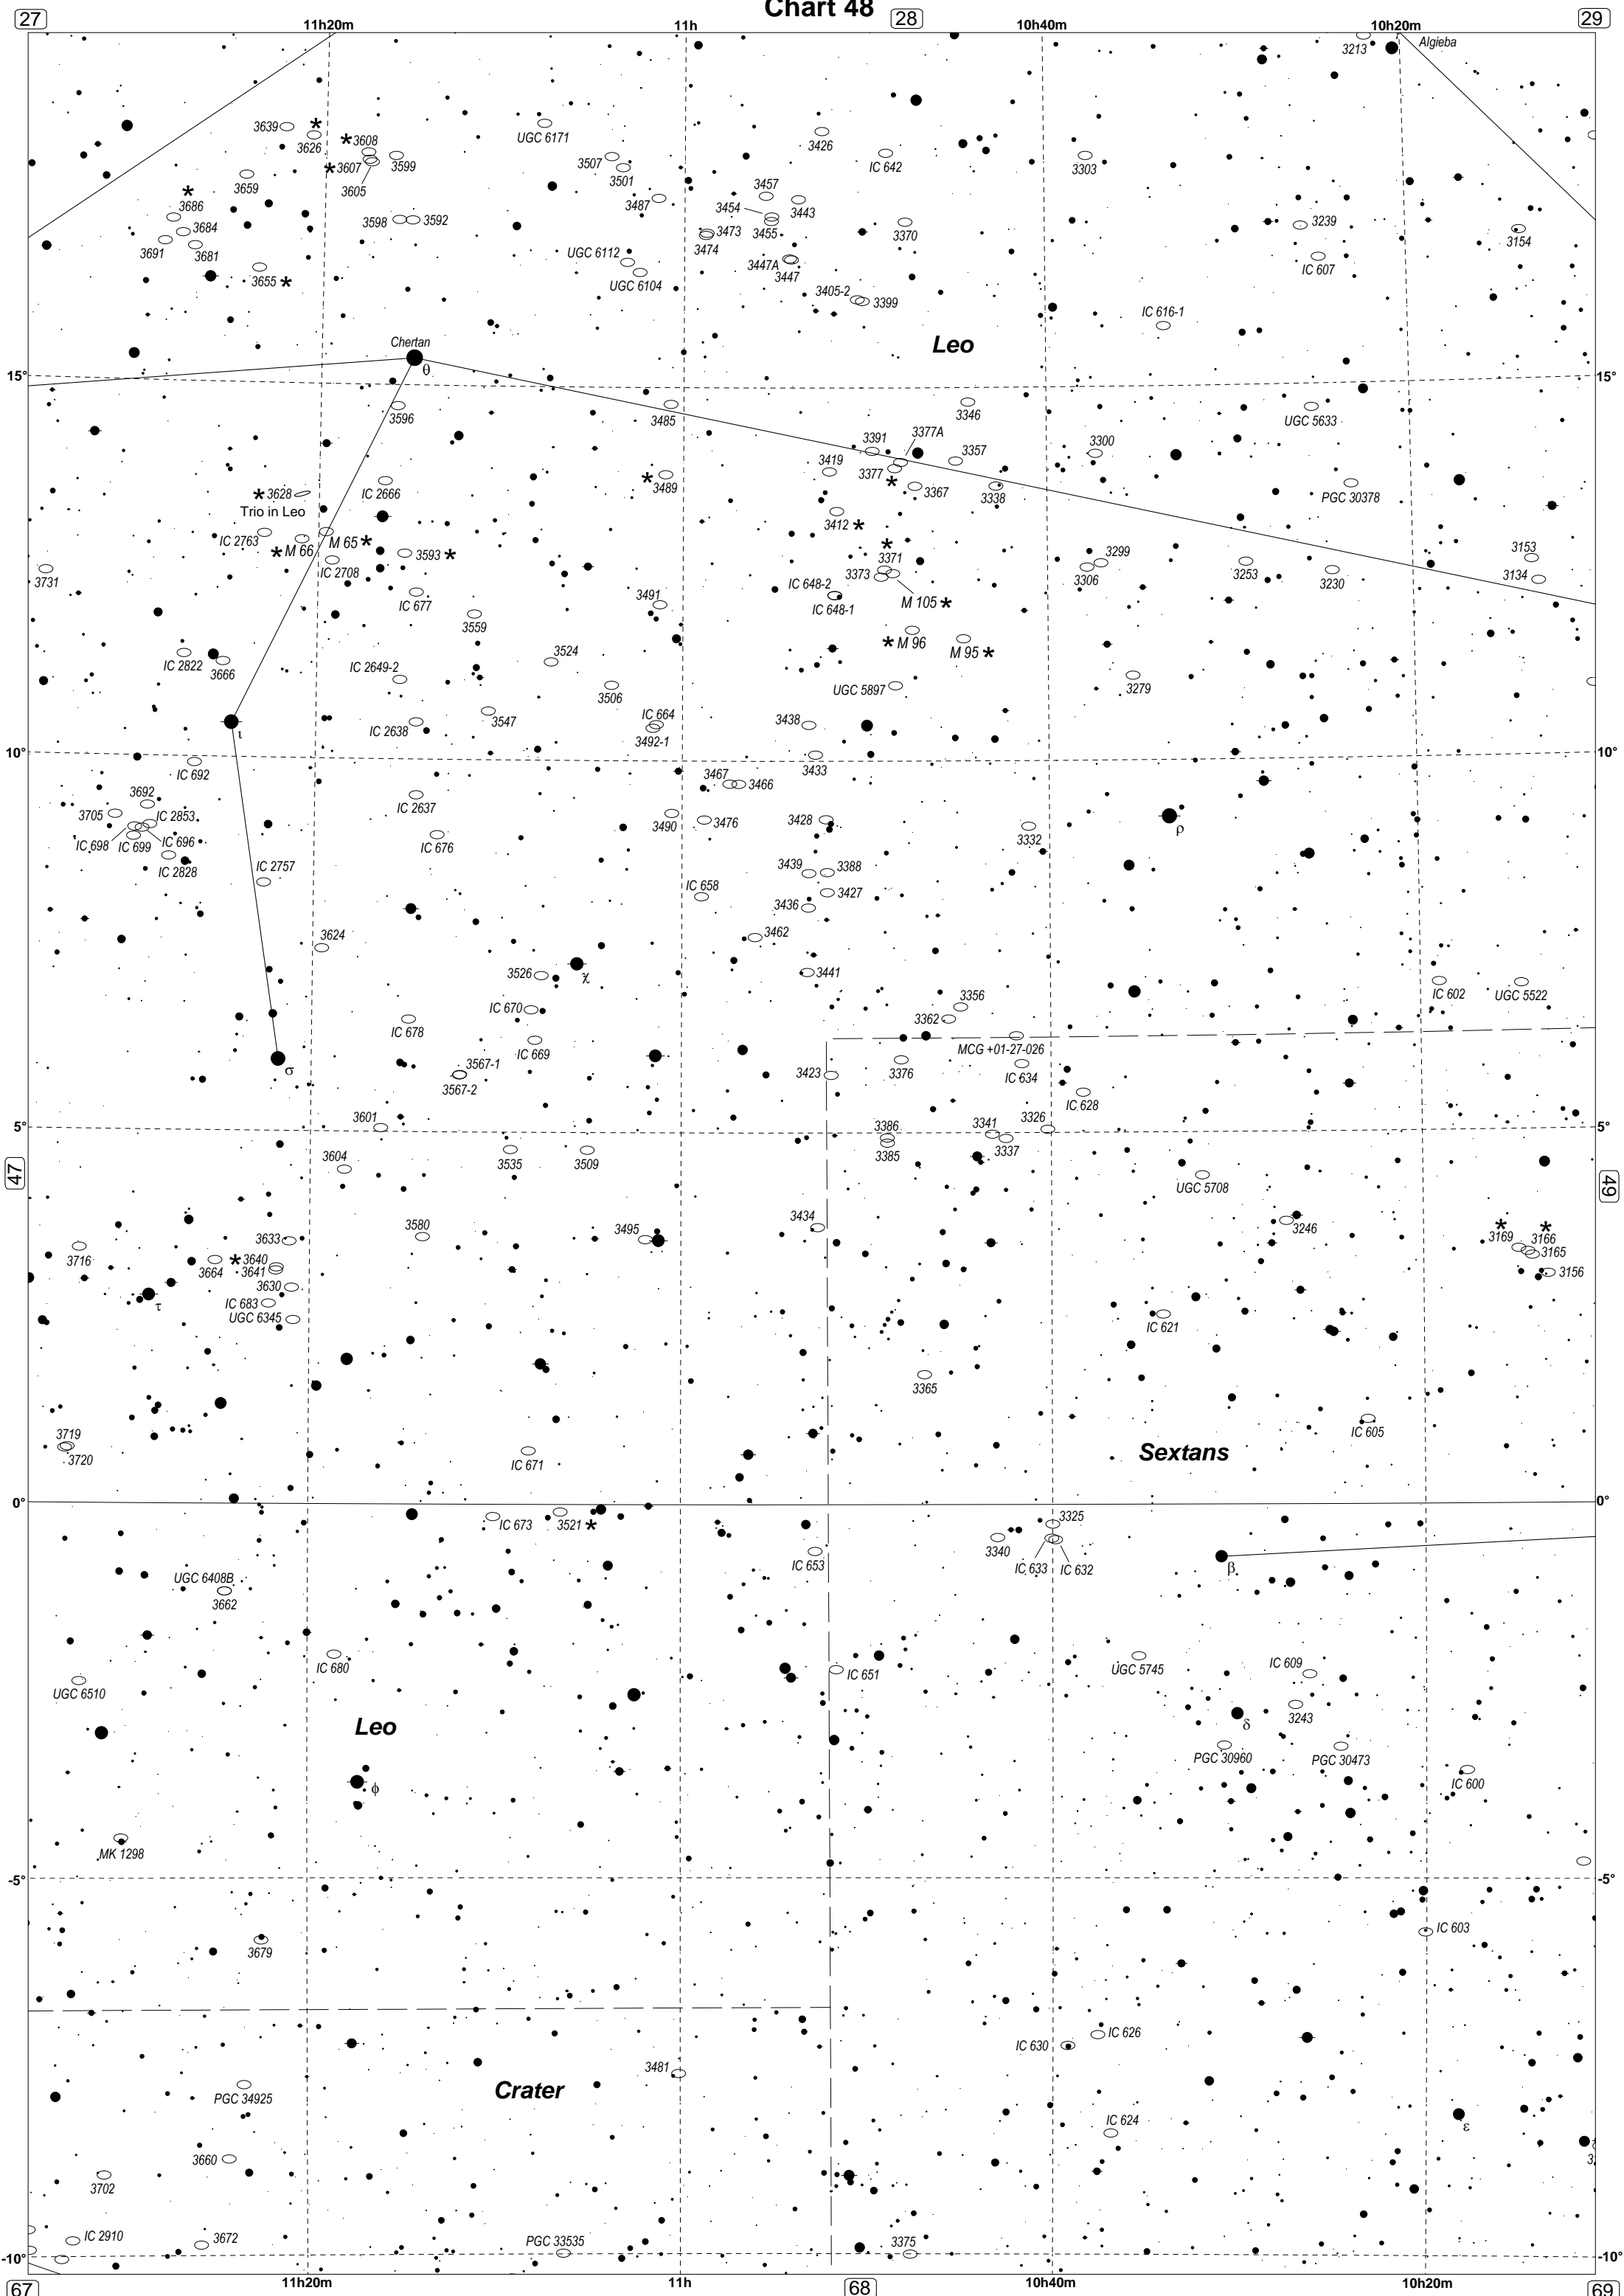 Chart 48
27
28
29
11h20m
11h
10h40m
10h20m
Algieba
3213
3639
3626
* 3608
* 3607
3605
3599
UGC 6171
3507
3501
3426
IC 642
3303
3659
3686
3684
3691
3681
3655 *
3598
3592
3487
3457
3454
3443
3455
3473
3474
3370
3239
3154
UGC 6112
UGC 6104
3447A
3447
IC 607
3405-2
3399
IC 616-1
Leo
Chertan
θ
15°
15°
3596
3485
3346
UGC 5633
3377A
3391
3357
3300
3419
3377
*
3367
3338
PGC 30378
* 3628
Trio in Leo
IC 2666
* 3489
3412 *
IC 2763
* M 66
M 65 *
IC 2708
3593 *
3731
IC 677
3371
3373
M 105 *
IC 648-2
IC 648-1
3299
3306
3253
3230
3153
3134
3491
3559
* M 96
M 95 *
IC 2822
3666
IC 2649-2
3524
3506
UGC 5897
3279
ι
IC 2638
3547
IC 664
3492-1
3438
10°
10°
IC 692
3433
3467
3466
3692
3705
IC 2853
IC 698
IC 699
IC 696
IC 2828
IC 2637
IC 676
3490
3476
3428
3332
ρ
IC 2757
3439
3388
3427
3436
IC 658
3624
3462
3526
χ
3441
IC 602
UGC 5522
IC 670
IC 678
IC 669
3356
3362
MCG +01-27-026
σ
3567-1
3567-2
3423
3376
IC 634
IC 628
3601
3326
5°
5°
3604
3535
3509
3386
3385
3341
3337
47
49
UGC 5708
3434
3246
3580
3495
3633
* 3640
3641
3664
3630
IC 683
UGC 6345
3716
τ
*
*
3169
3166
3165
3156
IC 621
3365
IC 605
3719
3720
IC 671
Sextans
0°
0°
IC 673
3521 *
3325
3340
IC 633
IC 632
IC 653
β
UGC 6408B
3662
IC 680
UGC 6510
IC 651
UGC 5745
IC 609
3243
δ
PGC 30960
PGC 30473
Leo
φ
IC 600
MK 1298
-5°
-5°
IC 603
3679
IC 626
IC 630
3481
Crater
PGC 34925
IC 624
ε
3660
3702
IC 2910
3672
PGC 33535
3375
-10°
-10°
11h20m
11h
10h40m
10h20m
67
68
69